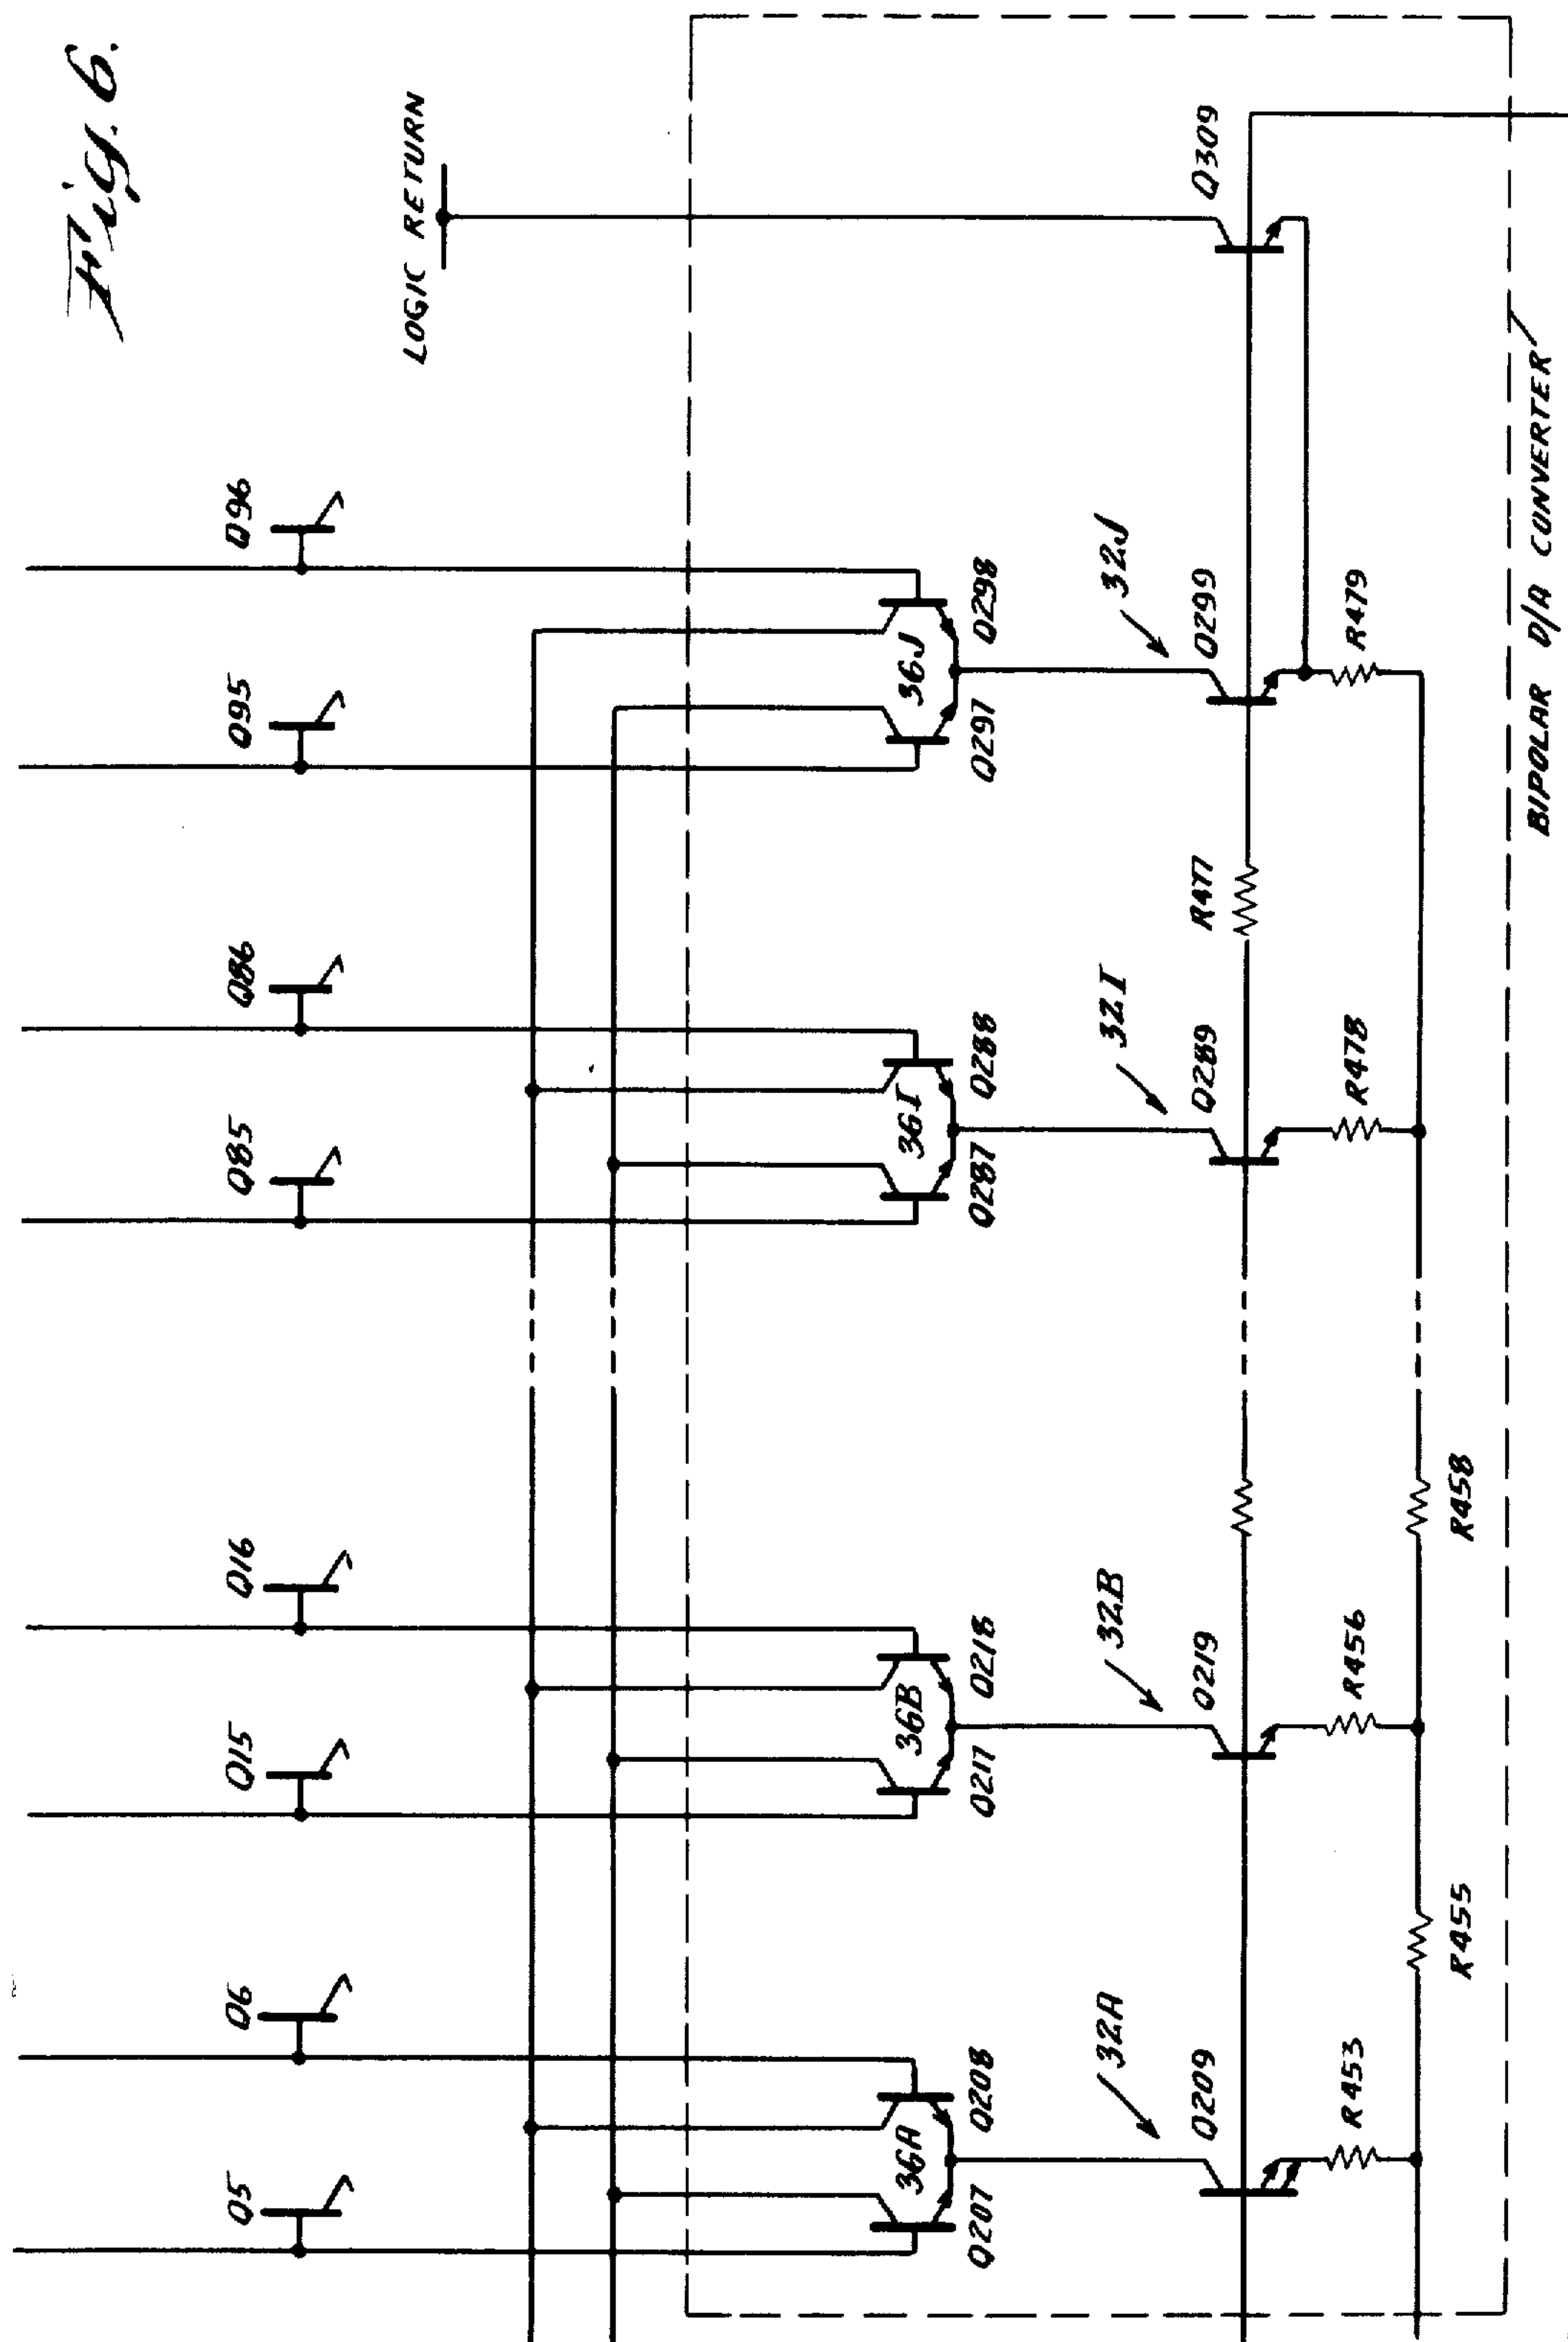 Fig. 6.
LOGIC RETURN
Q5
Q6
Q15
Q16
Q85
Q86
Q95
Q96
36A
Q207
Q208
36B
Q217
Q218
36I
Q287
Q288
36J
Q297
Q298
32A
32B
32I
32J
Q209
Q219
Q289
R477
Q299
Q309
R453
R456
R478
R479
R455
R458
BIPOLAR D/A CONVERTER